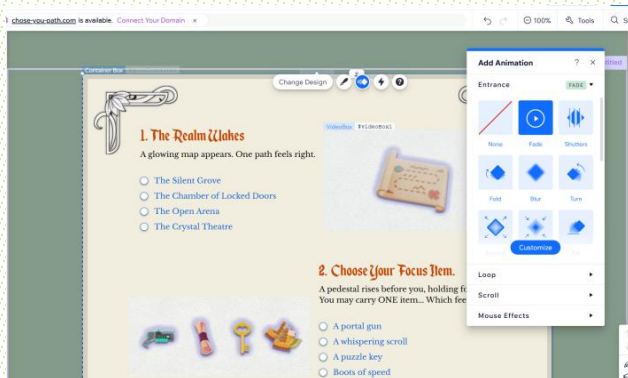 chose-you-path.com is available. Connect Your Domain ×
100% Tools
Container Box
Change Design
2
?
Add Animation ? ×
Entrance FADE
None Fade Shutters
Fold Blur Turn
Customize
Loop
Scroll
Mouse Effects
1. The Realm Wakes
A glowing map appears. One path feels right.
The Silent Grove
The Chamber of Locked Doors
The Open Arena
The Crystal Theatre
VideoBox #videoBox1
2. Choose Your Focus Item.
A pedestal rises before you, holding
You may carry ONE item... Which
A portal gun
A whispering scroll
A puzzle key
Boots of speed